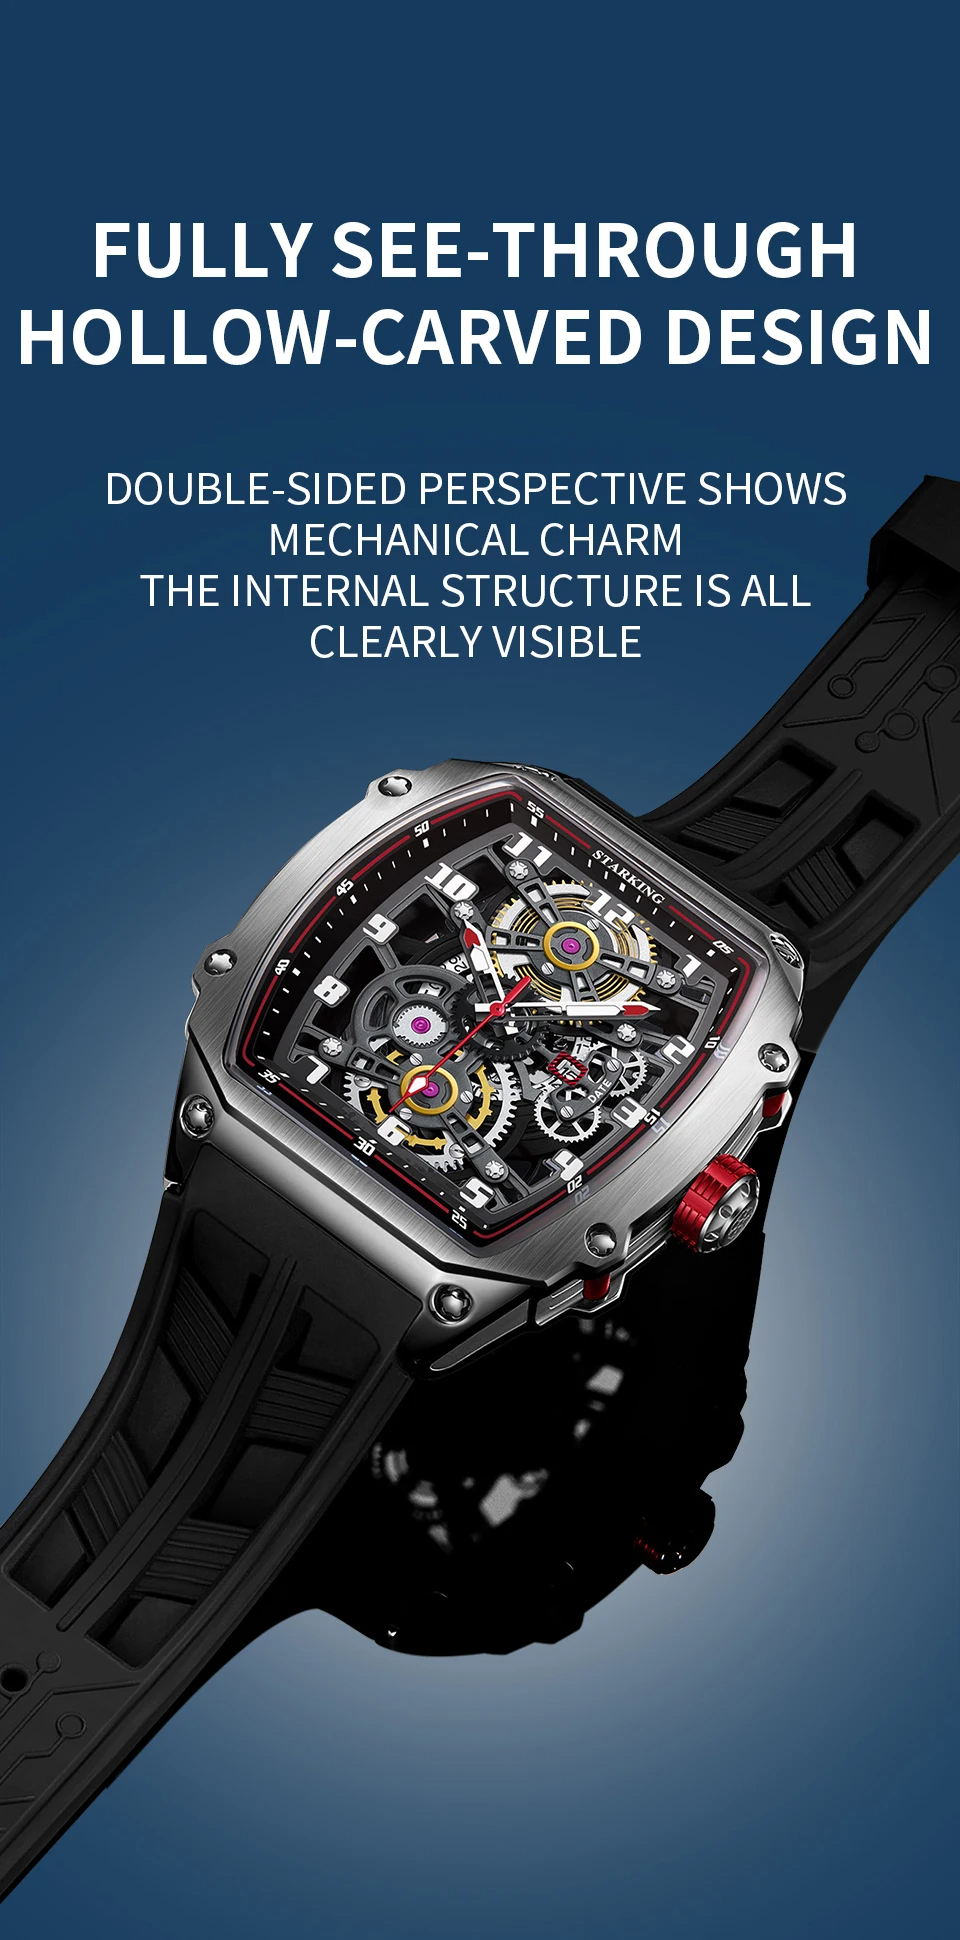 FULLY SEE-THROUGH
HOLLOW-CARVED DESIGN
DOUBLE-SIDED PERSPECTIVE SHOWS
MECHANICAL CHARM
THE INTERNAL STRUCTURE IS ALL
CLEARLY VISIBLE
55
50
STARKING
11
12
45
10
05
9
1
40
8
2
10
DATE
7
3
15
35
6
4
30
5
20
25